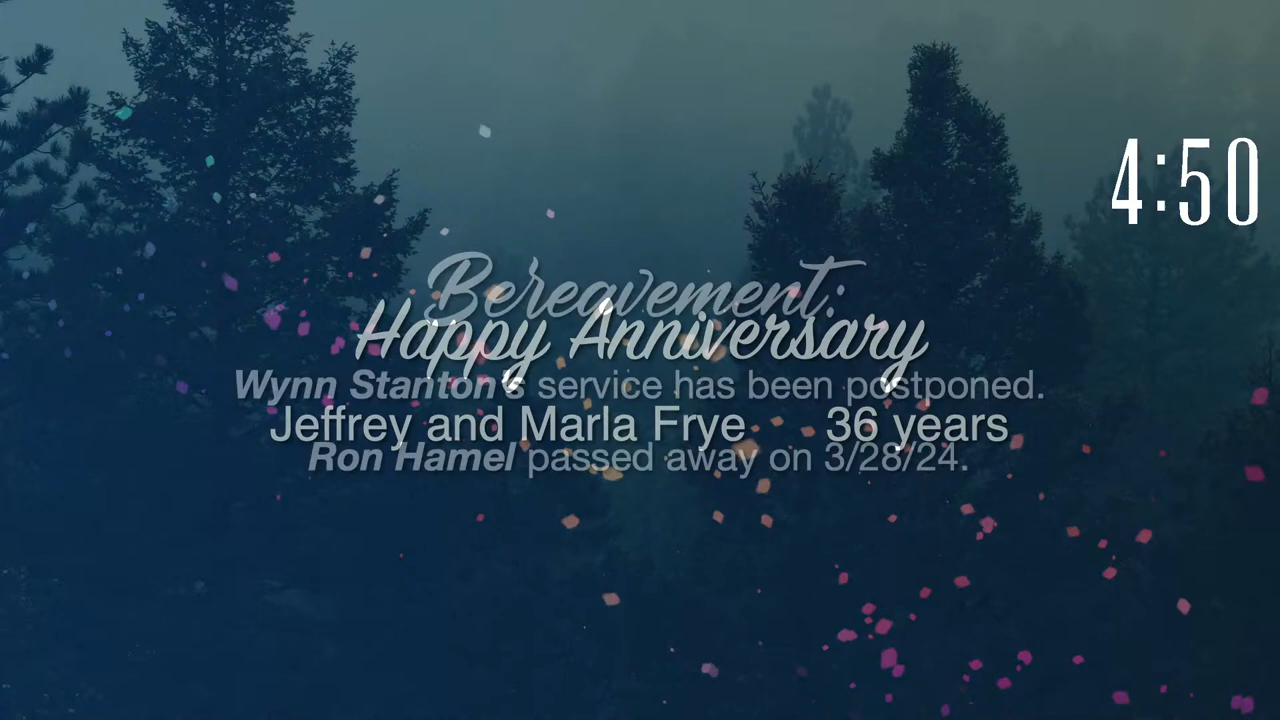 4:50
Bereavement:
Happy Anniversary
Wynn Stanton's service has been postponed.
Jeffrey and Marla Frye 36 years
Ron Hamel passed away on 3/28/24.